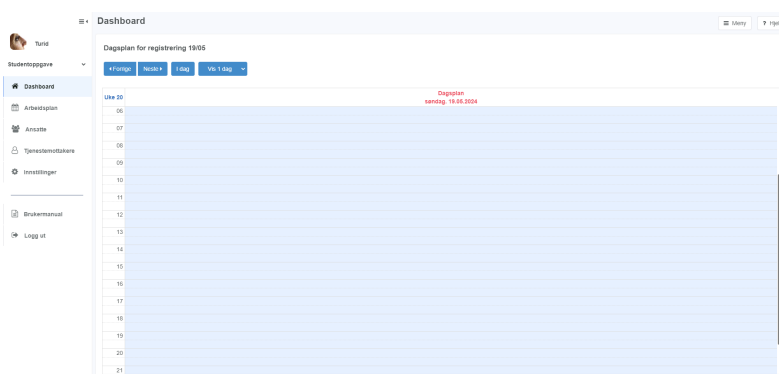 Dashboard
Meny
? Hjel
Turid
Studentoppgave
Dashboard
Arbeidsplan
Ansatte
Tjenestemottakere
Innstillinger
Brukermanual
Logg ut
Dagsplan for registrering 19/05
Forrige
Neste
I dag
Vis 1 dag
Uke 20
Dagsplan
søndag, 19.05.2024
06
07
08
09
10
11
12
13
14
15
16
17
18
19
20
21